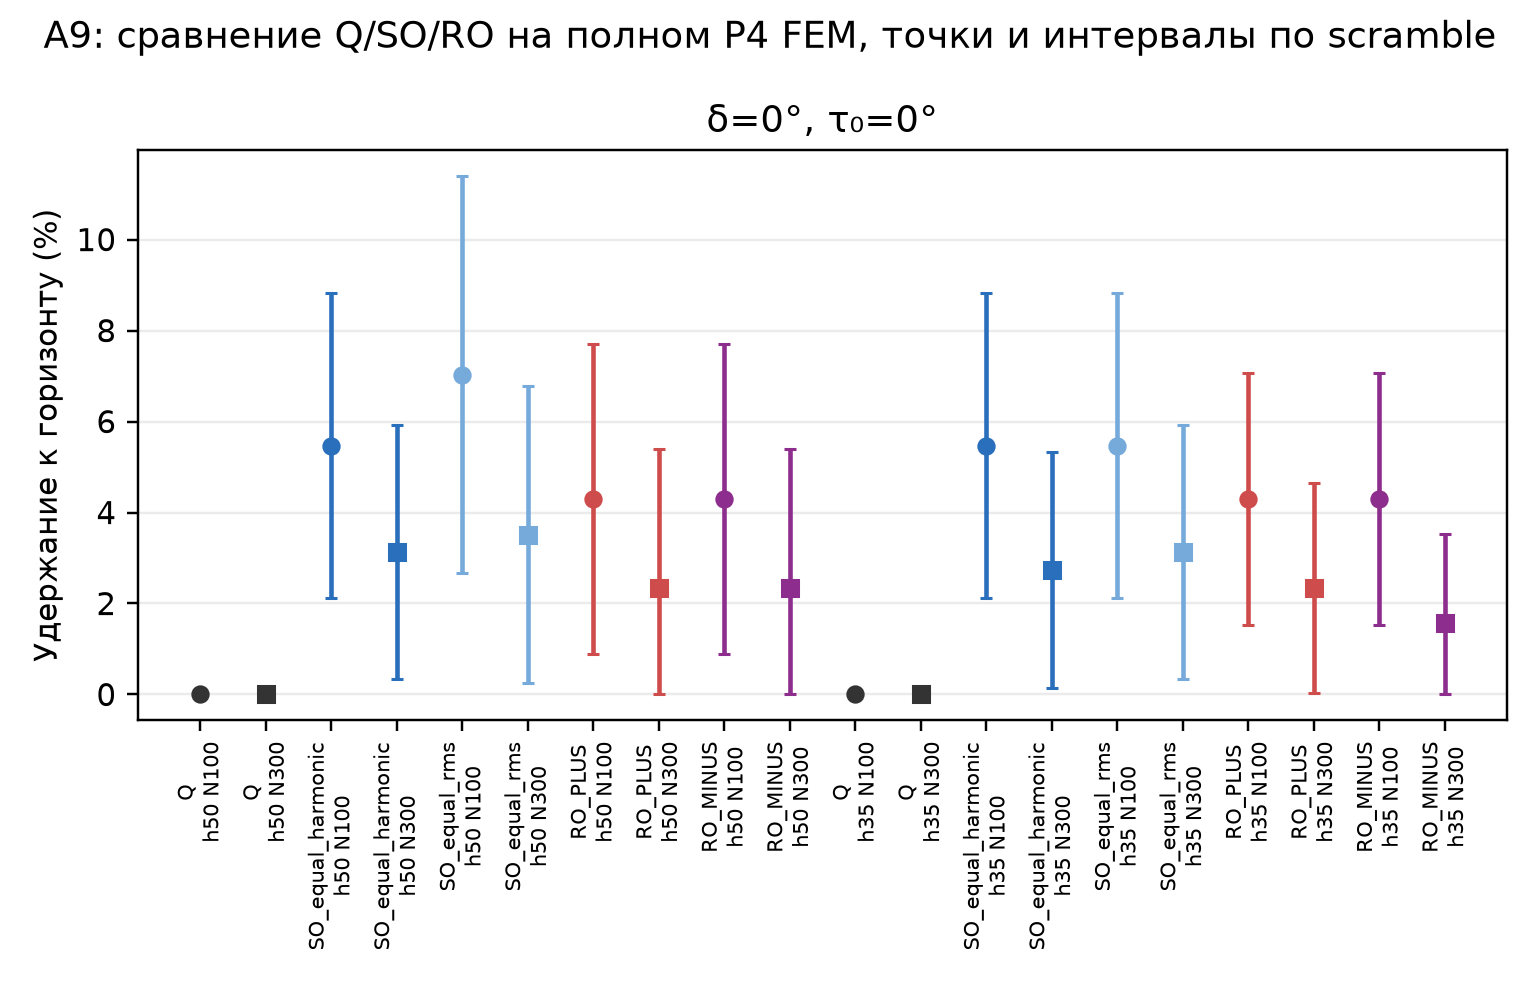 A9: сравнение Q/SO/RO на полном P4 FEM, точки и интервалы по scramble
δ=0°, τ₀=0°
Удержание к горизонту (%)
10
8
6
4
2
0
Q
h50 N100
Q
h50 N300
SO_equal_harmonic
h50 N100
SO_equal_harmonic
h50 N300
SO_equal_rms
h50 N100
SO_equal_rms
h50 N300
RO_PLUS
h50 N100
RO_PLUS
h50 N300
RO_MINUS
h50 N100
RO_MINUS
h50 N300
Q
h35 N100
Q
h35 N300
SO_equal_harmonic
h35 N100
SO_equal_harmonic
h35 N300
SO_equal_rms
h35 N100
SO_equal_rms
h35 N300
RO_PLUS
h35 N100
RO_PLUS
h35 N300
RO_MINUS
h35 N100
RO_MINUS
h35 N300